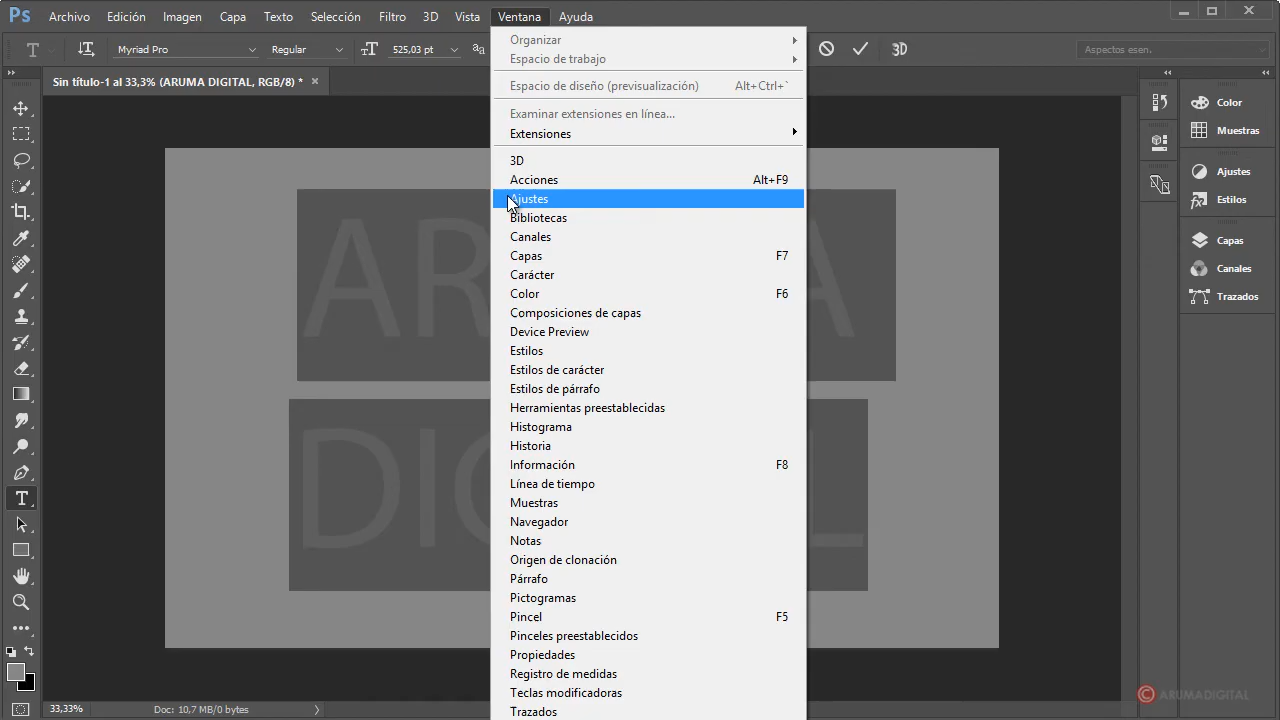 Ps Archivo Edición Imagen Capa Texto Selección Filtro 3D Vista Ventana Ayuda
T Myriad Pro Regular 525,03 pt aa 3D Aspectos esen.
Sin título-1 al 33,3% (ARUMA DIGITAL, RGB/8) *
Organizar
Espacio de trabajo
Espacio de diseño (previsualización) Alt+Ctrl+`
Examinar extensiones en línea...
Extensiones
3D
Acciones Alt+F9
Ajustes
Bibliotecas
Canales
Capas F7
Carácter
Color F6
Composiciones de capas
Device Preview
Estilos
Estilos de carácter
Estilos de párrafo
Herramientas preestablecidas
Histograma
Historia
Información F8
Línea de tiempo
Muestras
Navegador
Notas
Origen de clonación
Párrafo
Pictogramas
Pincel F5
Pinceles preestablecidos
Propiedades
Registro de medidas
Teclas modificadoras
Trazados
Color
Muestras
Ajustes
Estilos
Capas
Canales
Trazados
33,33% Doc: 10,7 MB/0 bytes
© ARUMADIGITAL